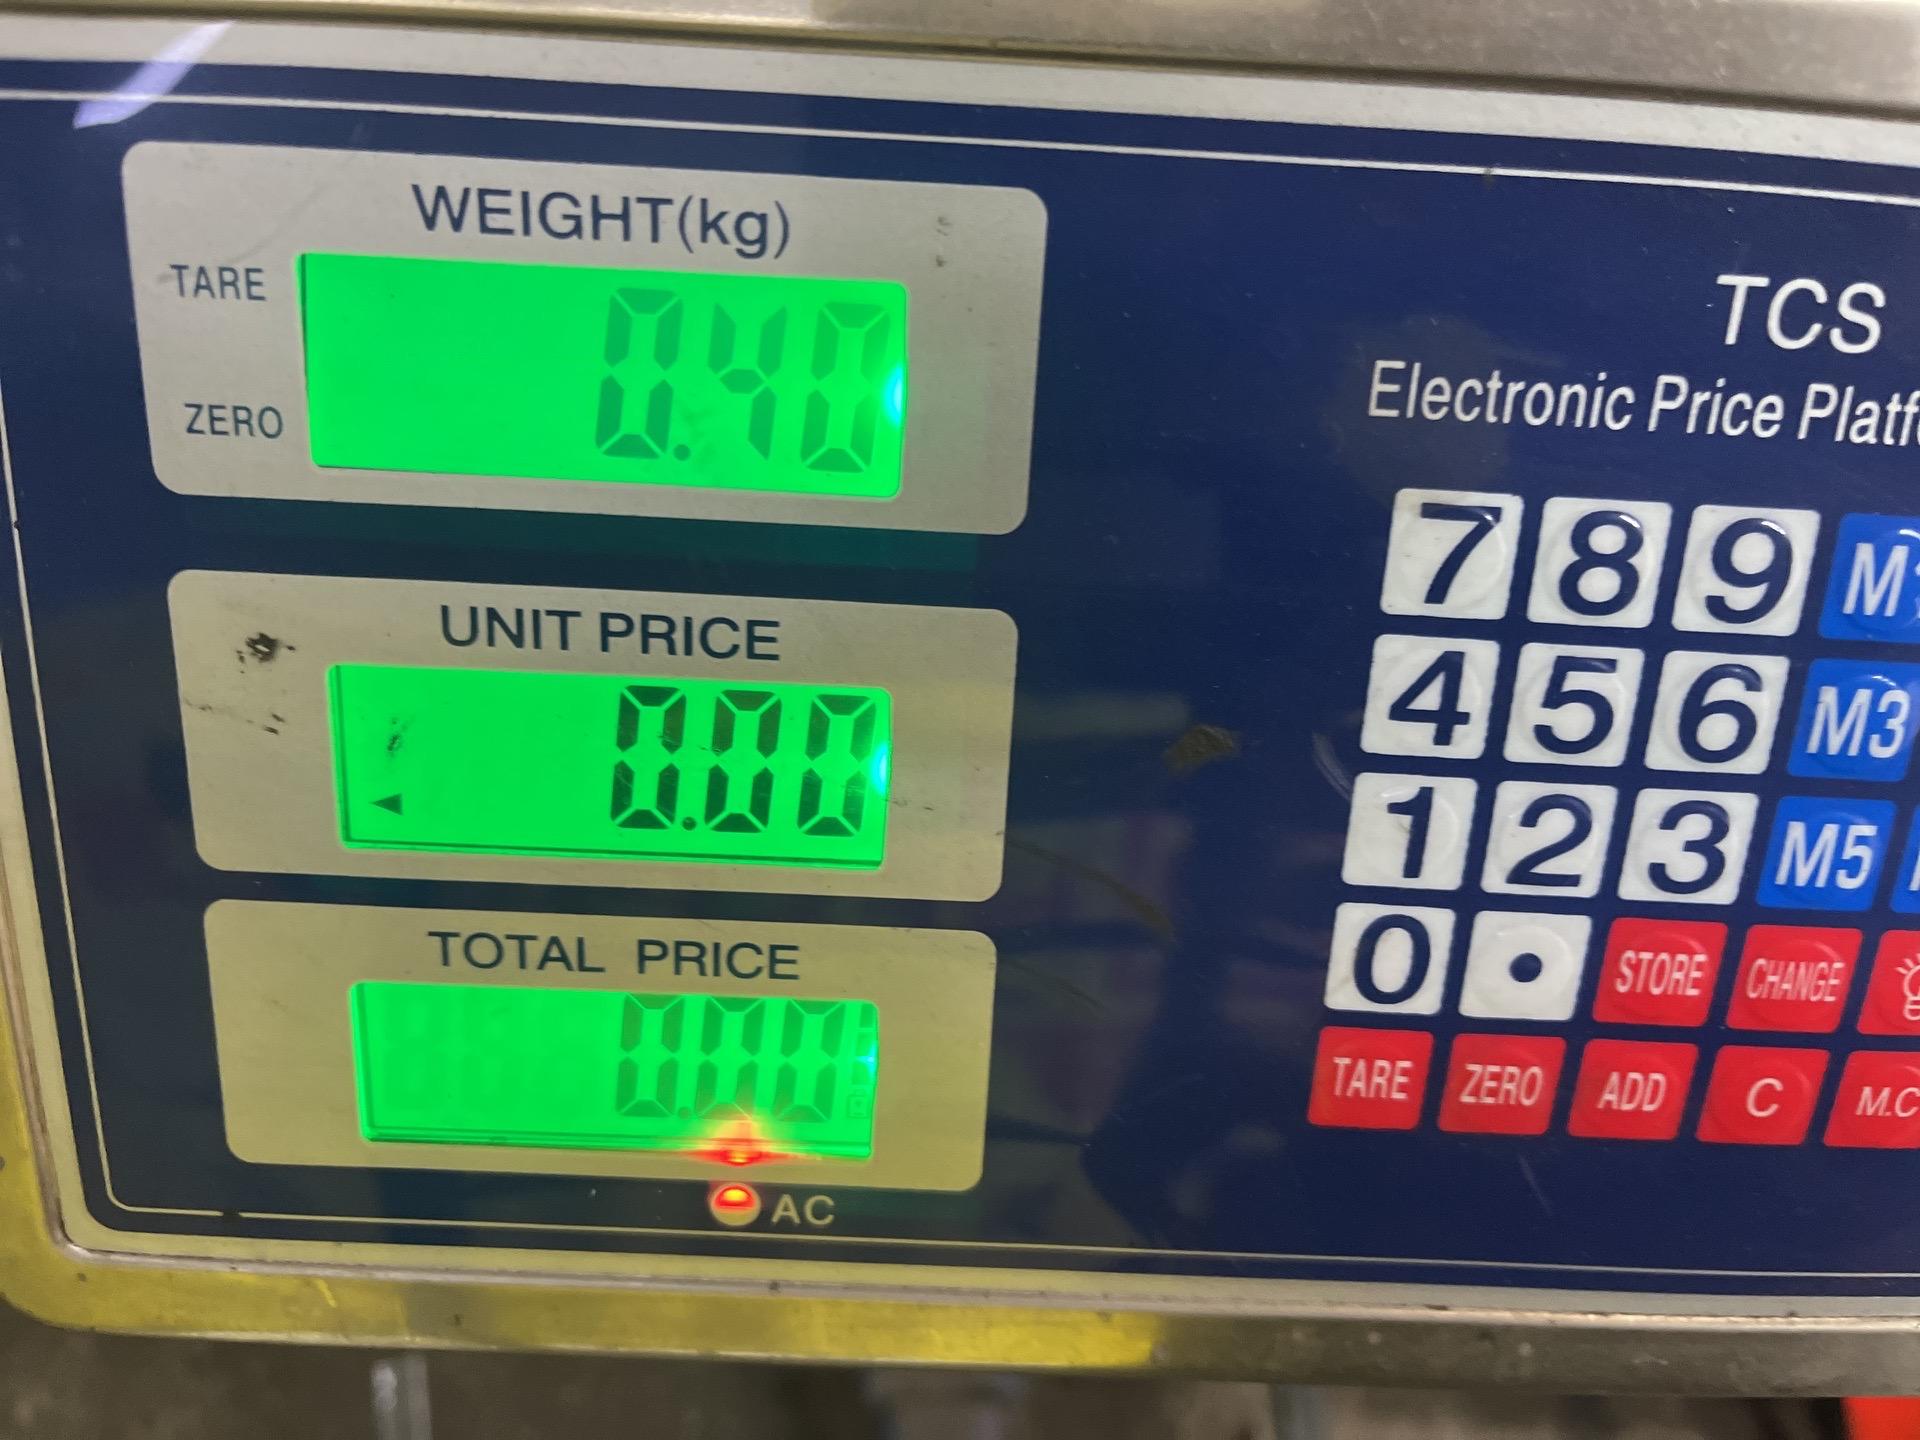 WEIGHT(kg)
TARE
0.40
ZERO
UNIT PRICE
0.00
TOTAL PRICE
0.00
AC
TCS
Electronic Price
7 8 9
4 5 6 M3
1 2 3 M5
0 . STORE CHANGE
TARE ZERO ADD C M.C